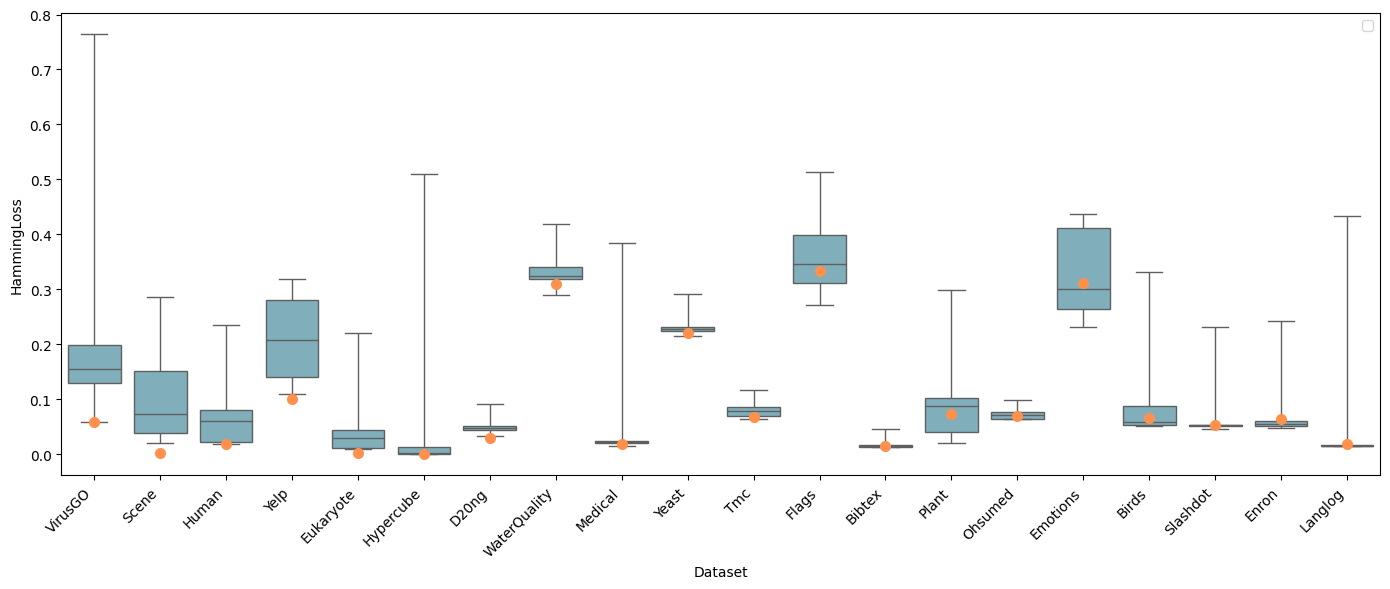 0.8
0.7
0.6
0.5
0.4
0.3
0.2
0.1
0.0
HammingLoss
VirusGO
Scene
Human
Yelp
Eukaryote
Hypercube
D20ng
WaterQuality
Medical
Yeast
Tmc
Flags
Bibtex
Plant
Ohsumed
Emotions
Birds
Slashdot
Enron
Langlog
Dataset